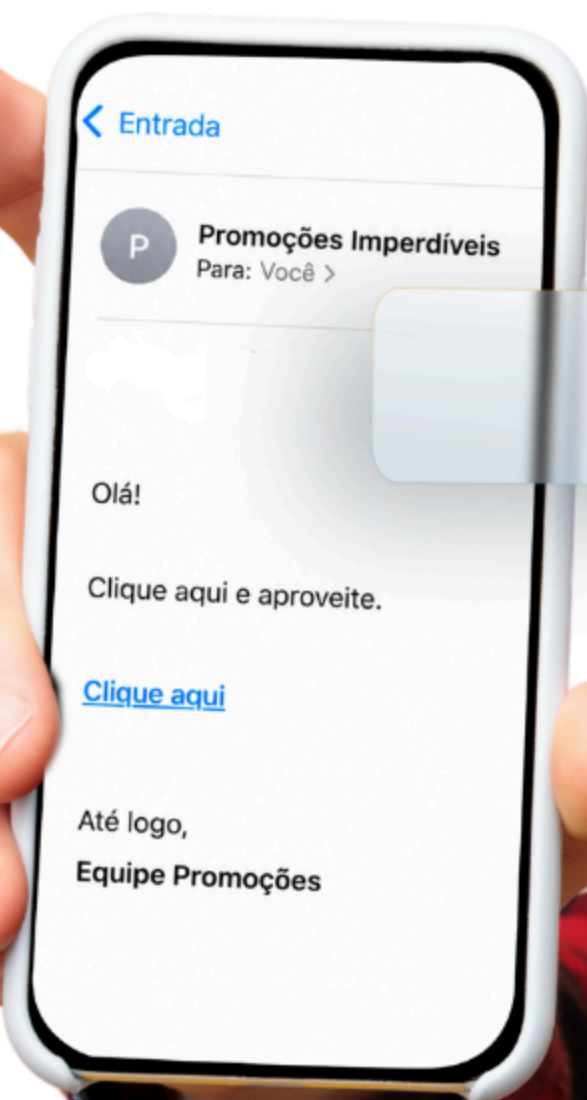 Entrada
P
Promoções Imperdíveis
Para: Você
Olá!
Clique aqui e aproveite.
Clique aqui
Até logo,
Equipe Promoções